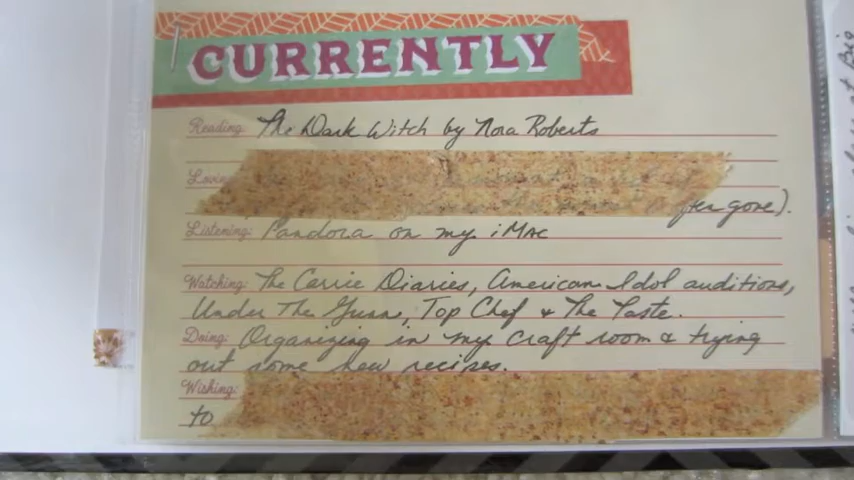 CURRENTLY
Reading: The Dark Witch by Nora Roberts
Loving
gone).
Listening: Pandora on my iMac
Watching: The Carrie Diaries, American Idol auditions,
Under The Gunn, Top Chef & The Taste.
Doing: Organizing in my craft room & trying
out some new recipes.
Wishing:
to